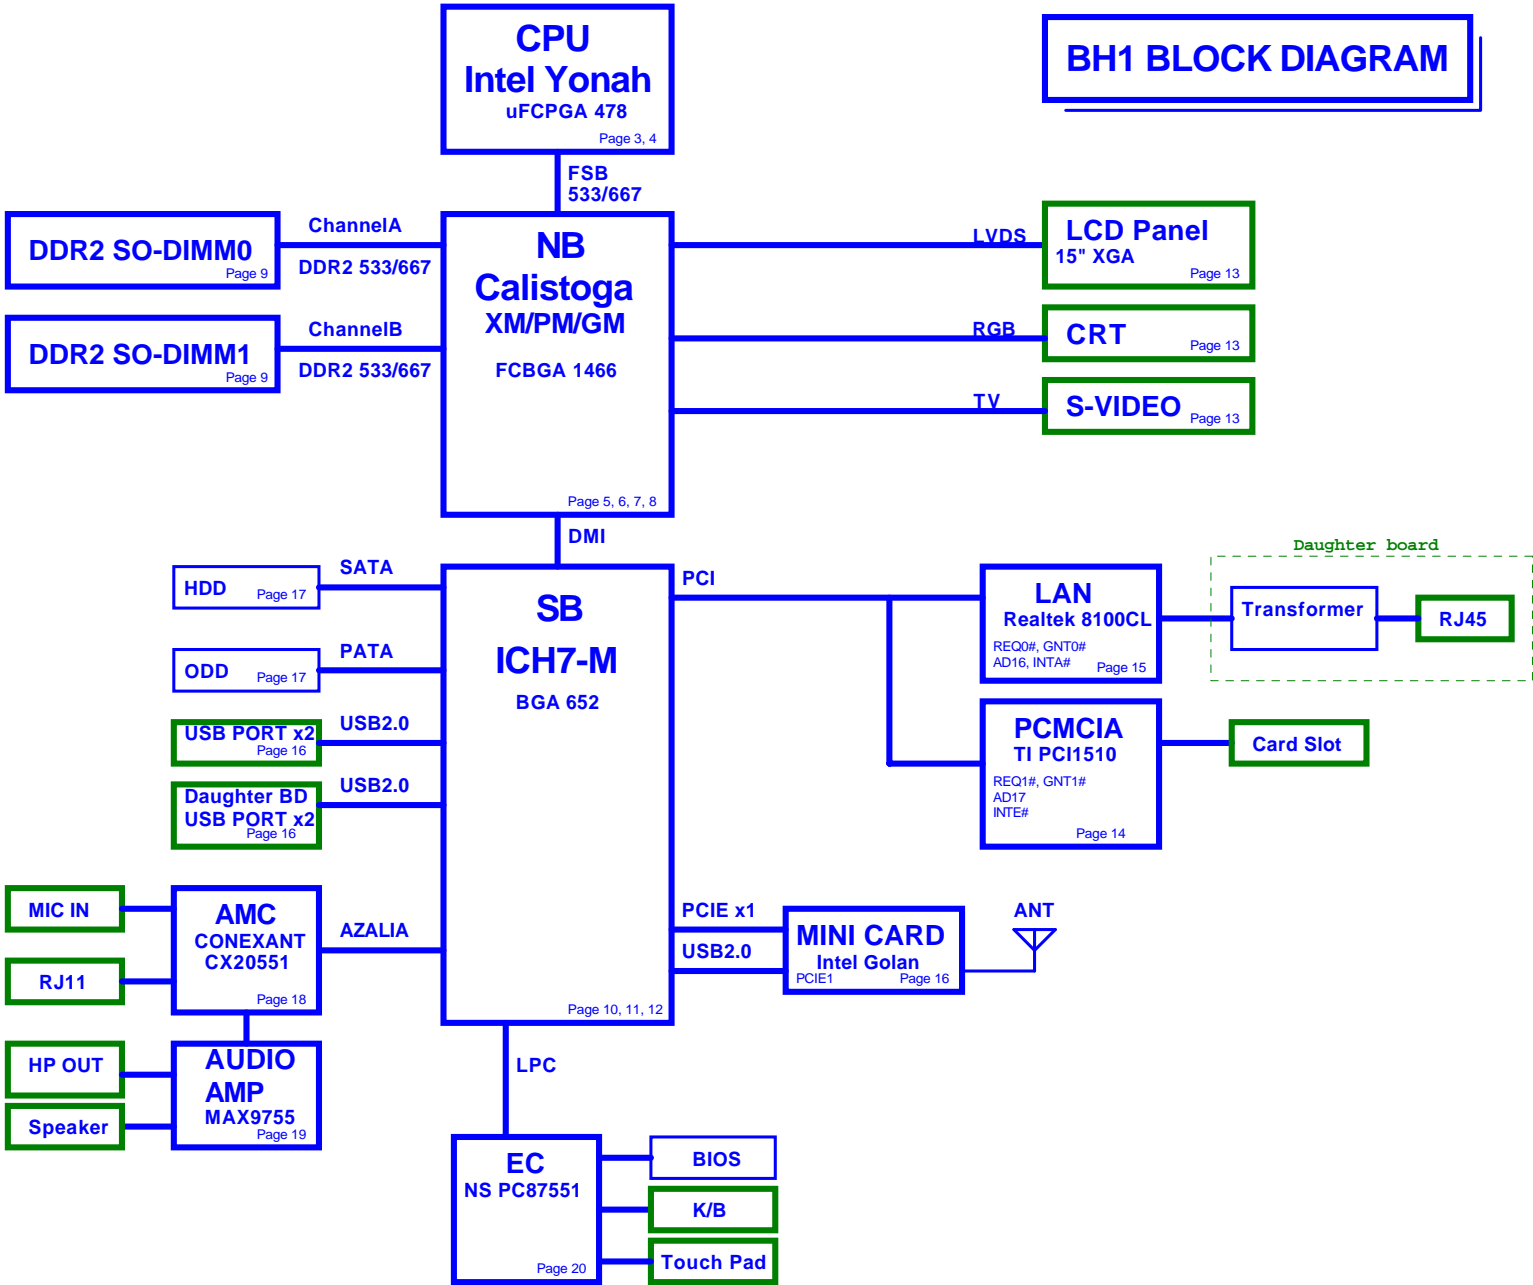 CPU
Intel Yonah
uFCPGA 478
Page 3, 4
BH1 BLOCK DIAGRAM
FSB
533/667
DDR2 SO-DIMM0
Page 9
ChannelA
DDR2 533/667
DDR2 SO-DIMM1
Page 9
ChannelB
DDR2 533/667
NB
Calistoga
XM/PM/GM
FCBGA 1466
Page 5, 6, 7, 8
LVDS
LCD Panel
15" XGA
Page 13
RGB
CRT
Page 13
TV
S-VIDEO
Page 13
DMI
HDD
Page 17
SATA
ODD
Page 17
PATA
USB PORT x2
Page 16
USB2.0
Daughter BD
USB PORT x2
Page 16
USB2.0
SB
ICH7-M
BGA 652
Page 10, 11, 12
PCI
LAN
Realtek 8100CL
REQ0#, GNT0#
AD16, INTA#
Page 15
Daughter board
Transformer
RJ45
PCMCIA
TI PCI1510
REQ1#, GNT1#
AD17
INTE#
Page 14
Card Slot
MIC IN
RJ11
AMC
CONEXANT
CX20551
Page 18
AZALIA
PCIE x1
USB2.0
MINI CARD
Intel Golan
PCIE1
Page 16
ANT
HP OUT
Speaker
AUDIO
AMP
MAX9755
Page 19
LPC
EC
NS PC87551
Page 20
BIOS
K/B
Touch Pad